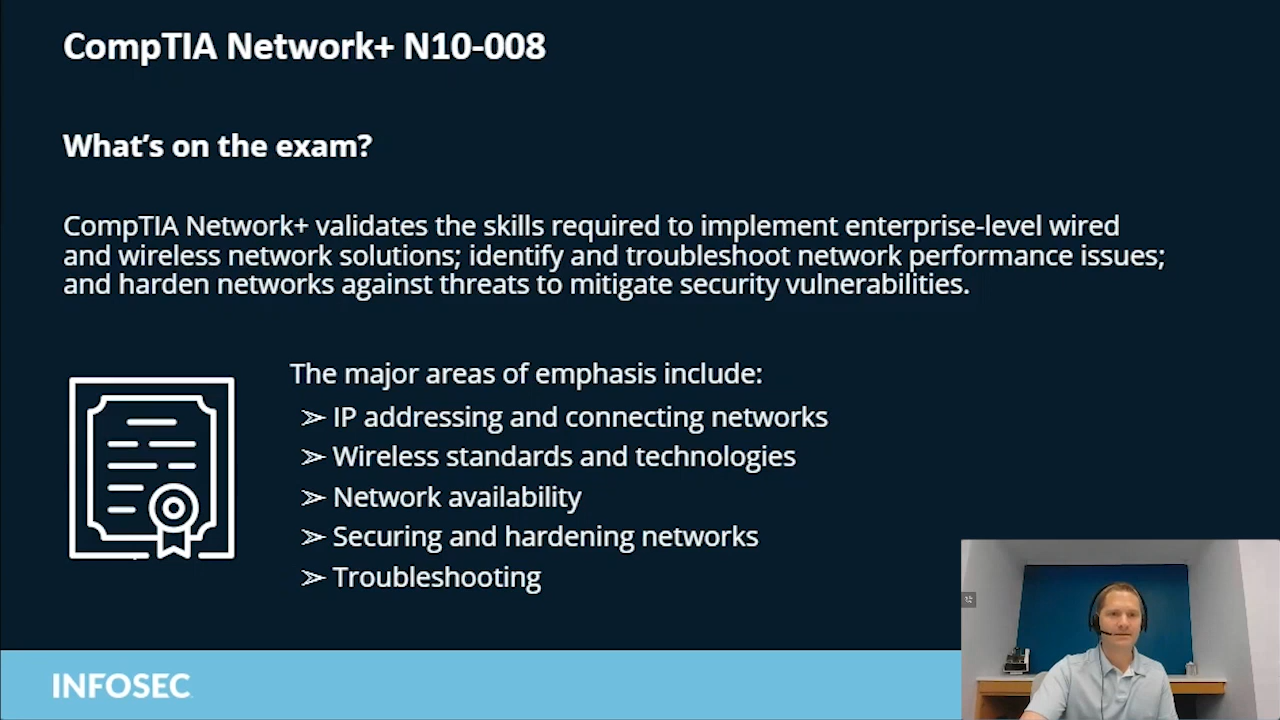 CompTIA Network+ N10-008
What's on the exam?
CompTIA Network+ validates the skills required to implement enterprise-level wired
and wireless network solutions; identify and troubleshoot network performance issues;
and harden networks against threats to mitigate security vulnerabilities.
The major areas of emphasis include:
➢ IP addressing and connecting networks
➢ Wireless standards and technologies
➢ Network availability
➢ Securing and hardening networks
➢ Troubleshooting
INFOSEC